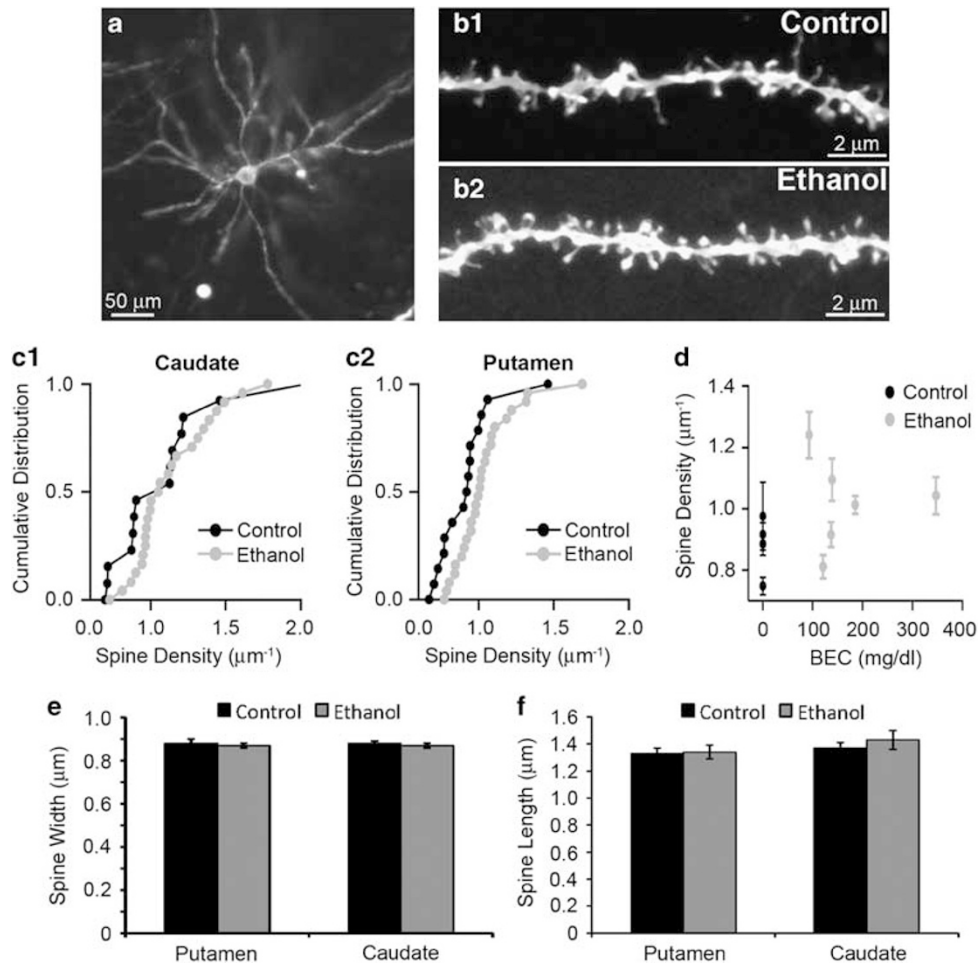 a
50 μm
b1
Control
2 μm
b2
Ethanol
2 μm
c1
Caudate
Cumulative Distribution
1.0
0.5
0.0
Control
Ethanol
0.0
1.0
1.5
2.0
Spine Density (μm⁻¹)
c2
Putamen
Cumulative Distribution
1.0
0.5
0.0
Control
Ethanol
0.0
1.0
1.5
2.0
Spine Density (μm⁻¹)
d
Control
Ethanol
Spine Density (μm⁻¹)
1.4
1.2
1.0
0.8
0
100
200
300
400
BEC (mg/dl)
e
Control
Ethanol
Spine Width (μm)
1.0
0.8
0.6
0.4
0.2
0
Putamen
Caudate
f
Control
Ethanol
Spine Length (μm)
1.6
1.4
1.2
1.0
0.8
0.6
0.4
0.2
0
Putamen
Caudate